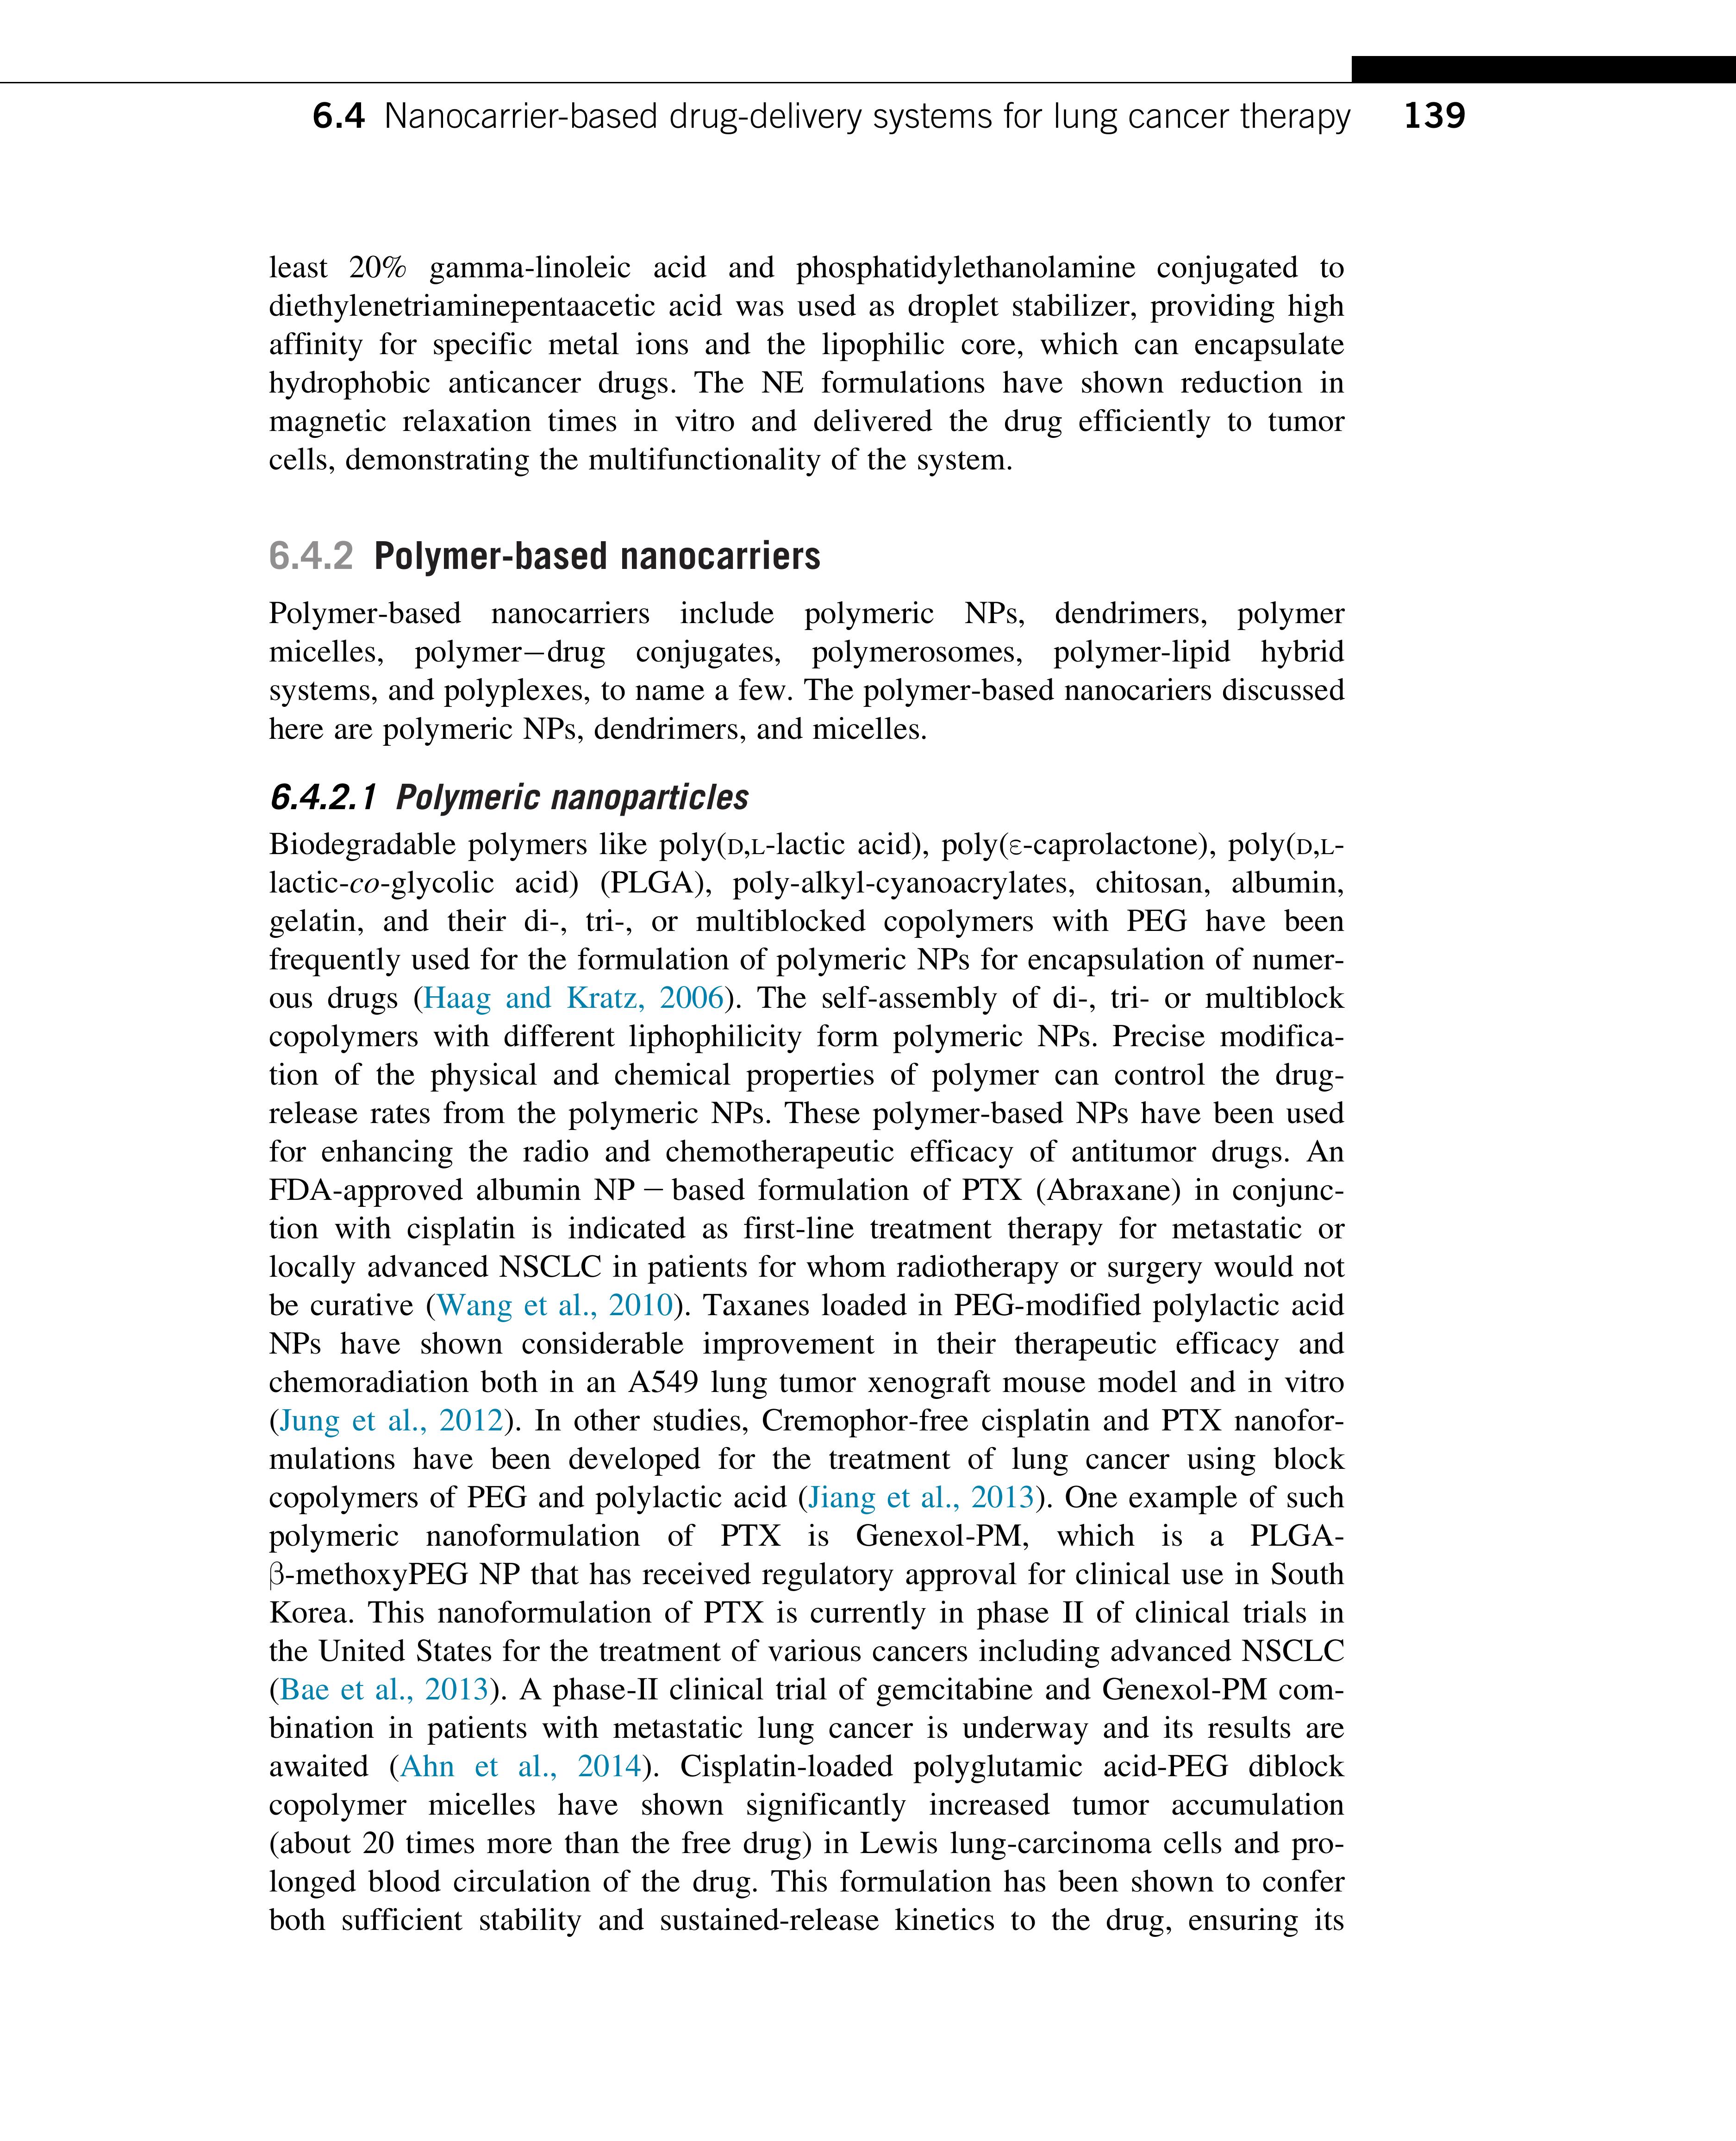 6.4 Nanocarrier-based drug-delivery systems for lung cancer therapy 139
least 20% gamma-linoleic acid and phosphatidylethanolamine conjugated to
diethylenetriaminepentaacetic acid was used as droplet stabilizer, providing high
affinity for specific metal ions and the lipophilic core, which can encapsulate
hydrophobic anticancer drugs. The NE formulations have shown reduction in
magnetic relaxation times in vitro and delivered the drug efficiently to tumor
cells, demonstrating the multifunctionality of the system.
6.4.2 Polymer-based nanocarriers
Polymer-based nanocarriers include polymeric NPs, dendrimers, polymer
micelles, polymer−drug conjugates, polymerosomes, polymer-lipid hybrid
systems, and polyplexes, to name a few. The polymer-based nanocariers discussed
here are polymeric NPs, dendrimers, and micelles.
6.4.2.1 Polymeric nanoparticles
Biodegradable polymers like poly(D,L-lactic acid), poly(ε-caprolactone), poly(D,L-
lactic-co-glycolic acid) (PLGA), poly-alkyl-cyanoacrylates, chitosan, albumin,
gelatin, and their di-, tri-, or multiblocked copolymers with PEG have been
frequently used for the formulation of polymeric NPs for encapsulation of numer-
ous drugs (Haag and Kratz, 2006). The self-assembly of di-, tri- or multiblock
copolymers with different liphophilicity form polymeric NPs. Precise modifica-
tion of the physical and chemical properties of polymer can control the drug-
release rates from the polymeric NPs. These polymer-based NPs have been used
for enhancing the radio and chemotherapeutic efficacy of antitumor drugs. An
FDA-approved albumin NP − based formulation of PTX (Abraxane) in conjunc-
tion with cisplatin is indicated as first-line treatment therapy for metastatic or
locally advanced NSCLC in patients for whom radiotherapy or surgery would not
be curative (Wang et al., 2010). Taxanes loaded in PEG-modified polylactic acid
NPs have shown considerable improvement in their therapeutic efficacy and
chemoradiation both in an A549 lung tumor xenograft mouse model and in vitro
(Jung et al., 2012). In other studies, Cremophor-free cisplatin and PTX nanofor-
mulations have been developed for the treatment of lung cancer using block
copolymers of PEG and polylactic acid (Jiang et al., 2013). One example of such
polymeric nanoformulation of PTX is Genexol-PM, which is a PLGA-
β-methoxyPEG NP that has received regulatory approval for clinical use in South
Korea. This nanoformulation of PTX is currently in phase II of clinical trials in
the United States for the treatment of various cancers including advanced NSCLC
(Bae et al., 2013). A phase-II clinical trial of gemcitabine and Genexol-PM com-
bination in patients with metastatic lung cancer is underway and its results are
awaited (Ahn et al., 2014). Cisplatin-loaded polyglutamic acid-PEG diblock
copolymer micelles have shown significantly increased tumor accumulation
(about 20 times more than the free drug) in Lewis lung-carcinoma cells and pro-
longed blood circulation of the drug. This formulation has been shown to confer
both sufficient stability and sustained-release kinetics to the drug, ensuring its